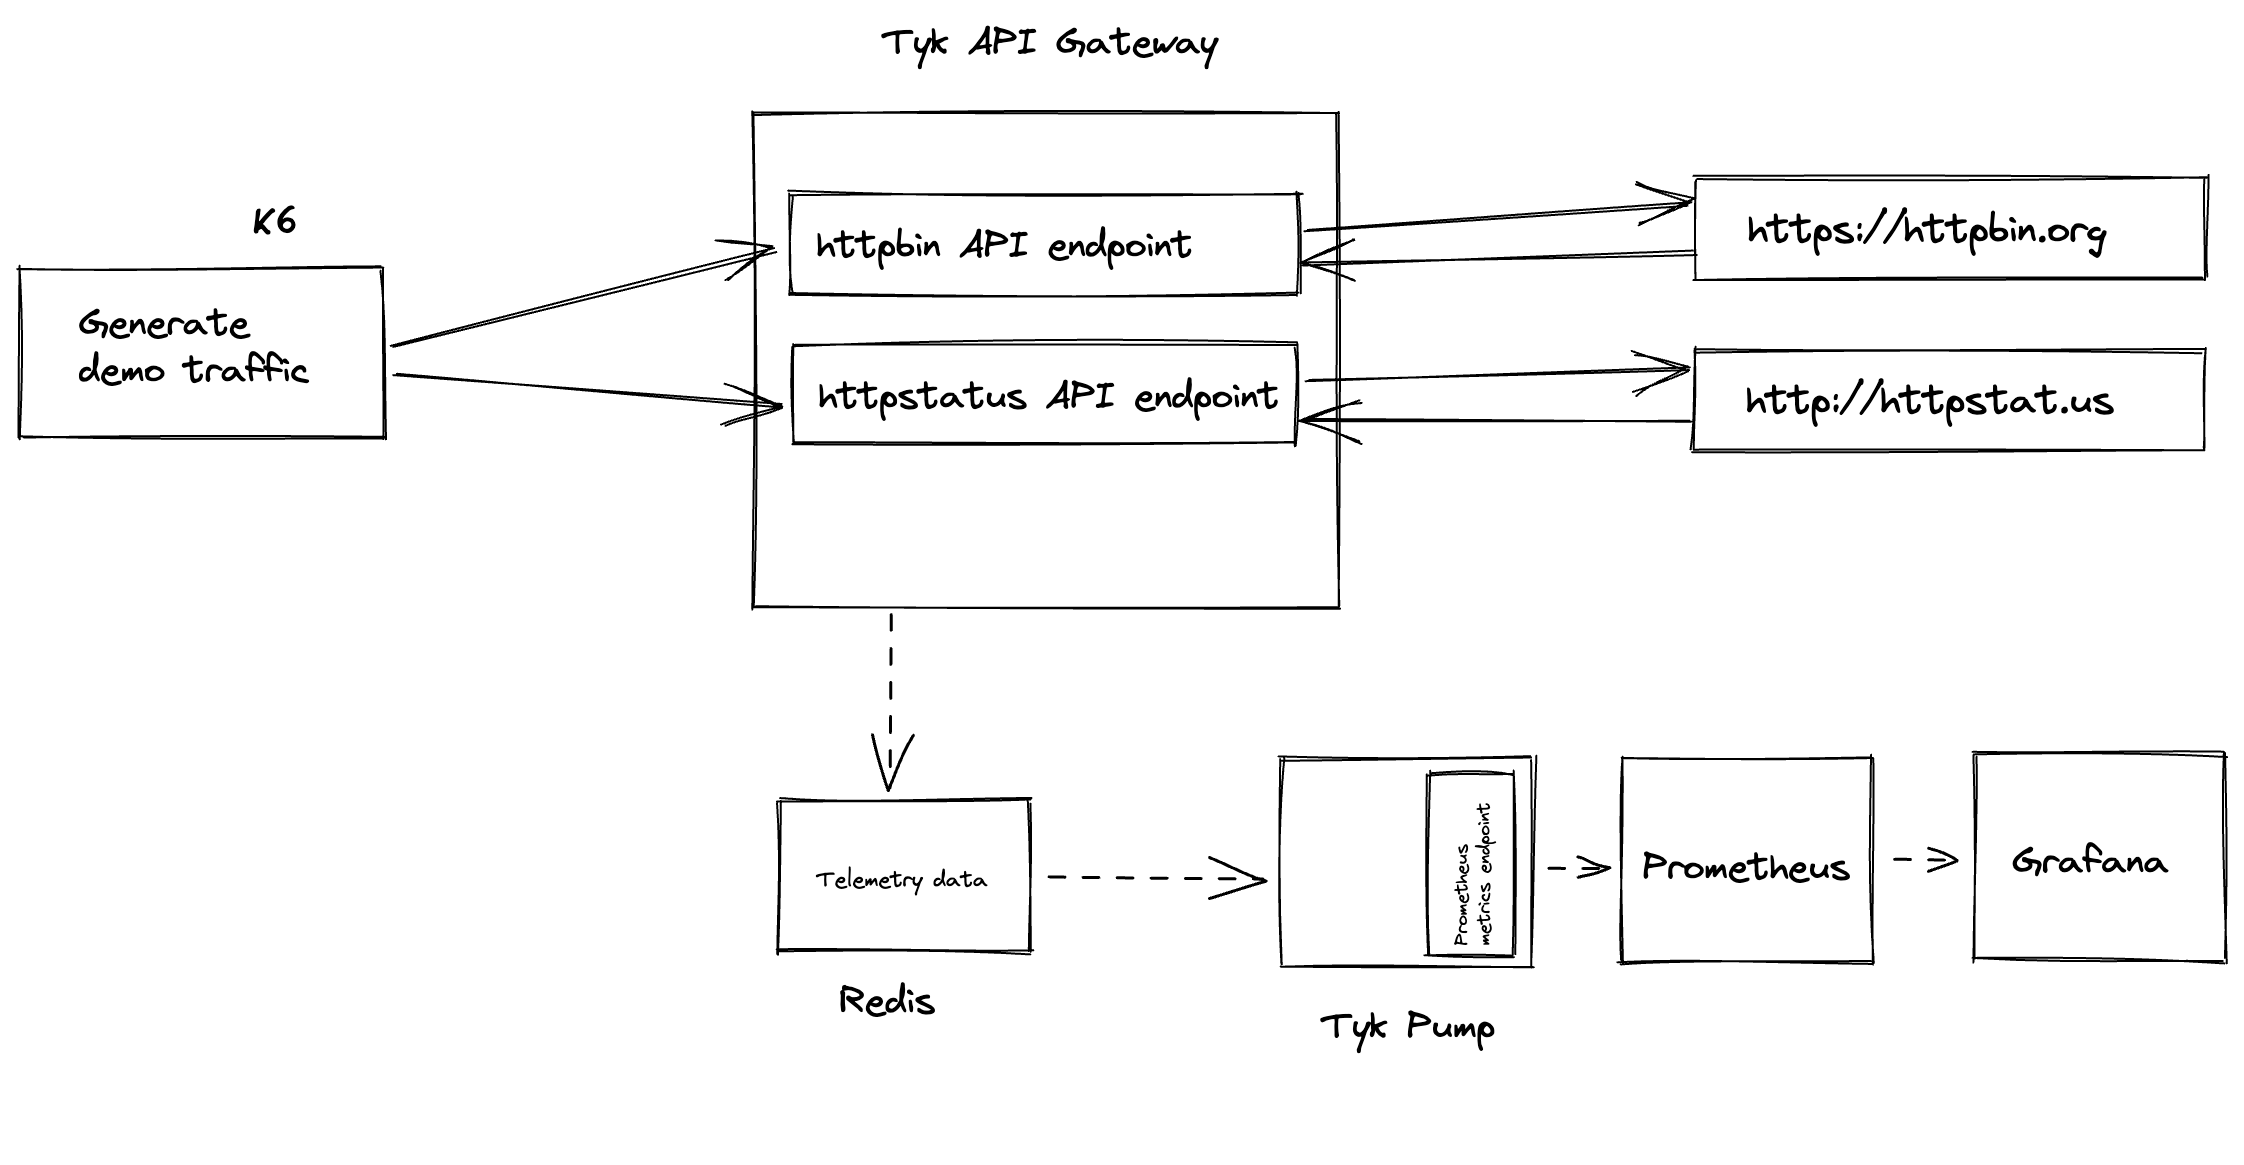 Tyk API Gateway
K6
Generate
demo traffic
httpbin API endpoint
httpstatus API endpoint
https://httpbin.org
http://httpstat.us
Telemetry data
Redis
Prometheus
metrics endpoint
Tyk Pump
Prometheus
Grafana